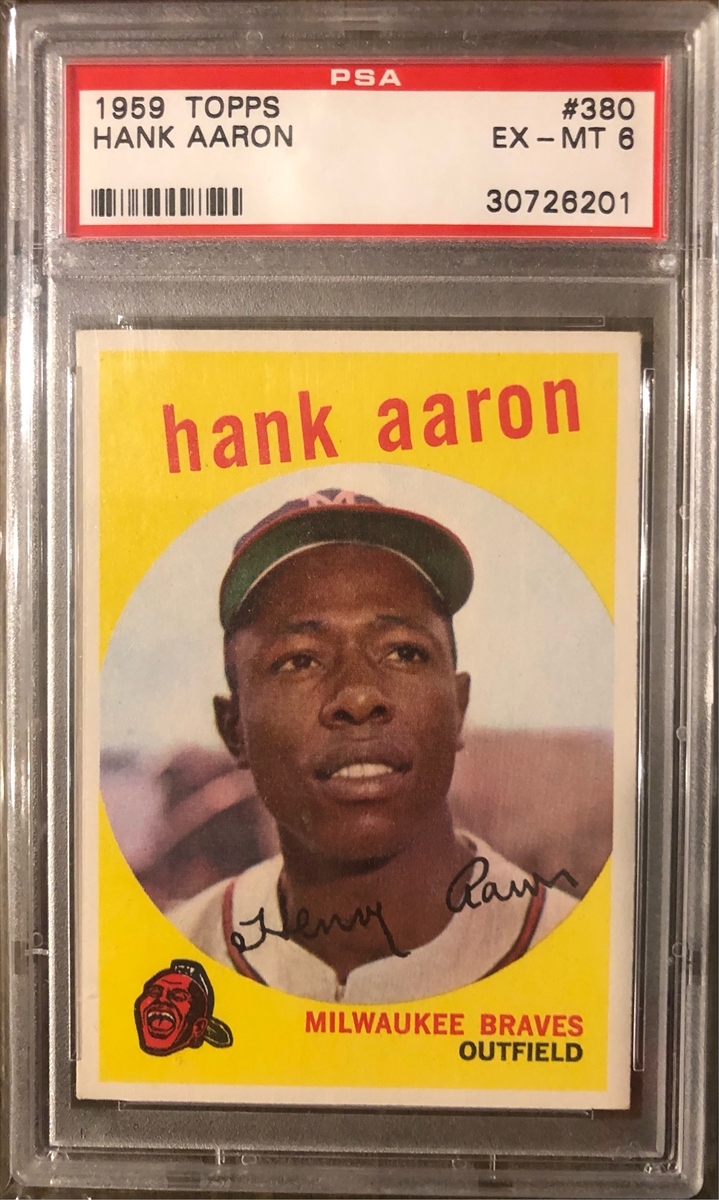 PSA
1959 TOPPS #380
HANK AARON EX-MT 6
30726201
hank aaron
M
Henry Aaron
MILWAUKEE BRAVES
OUTFIELD